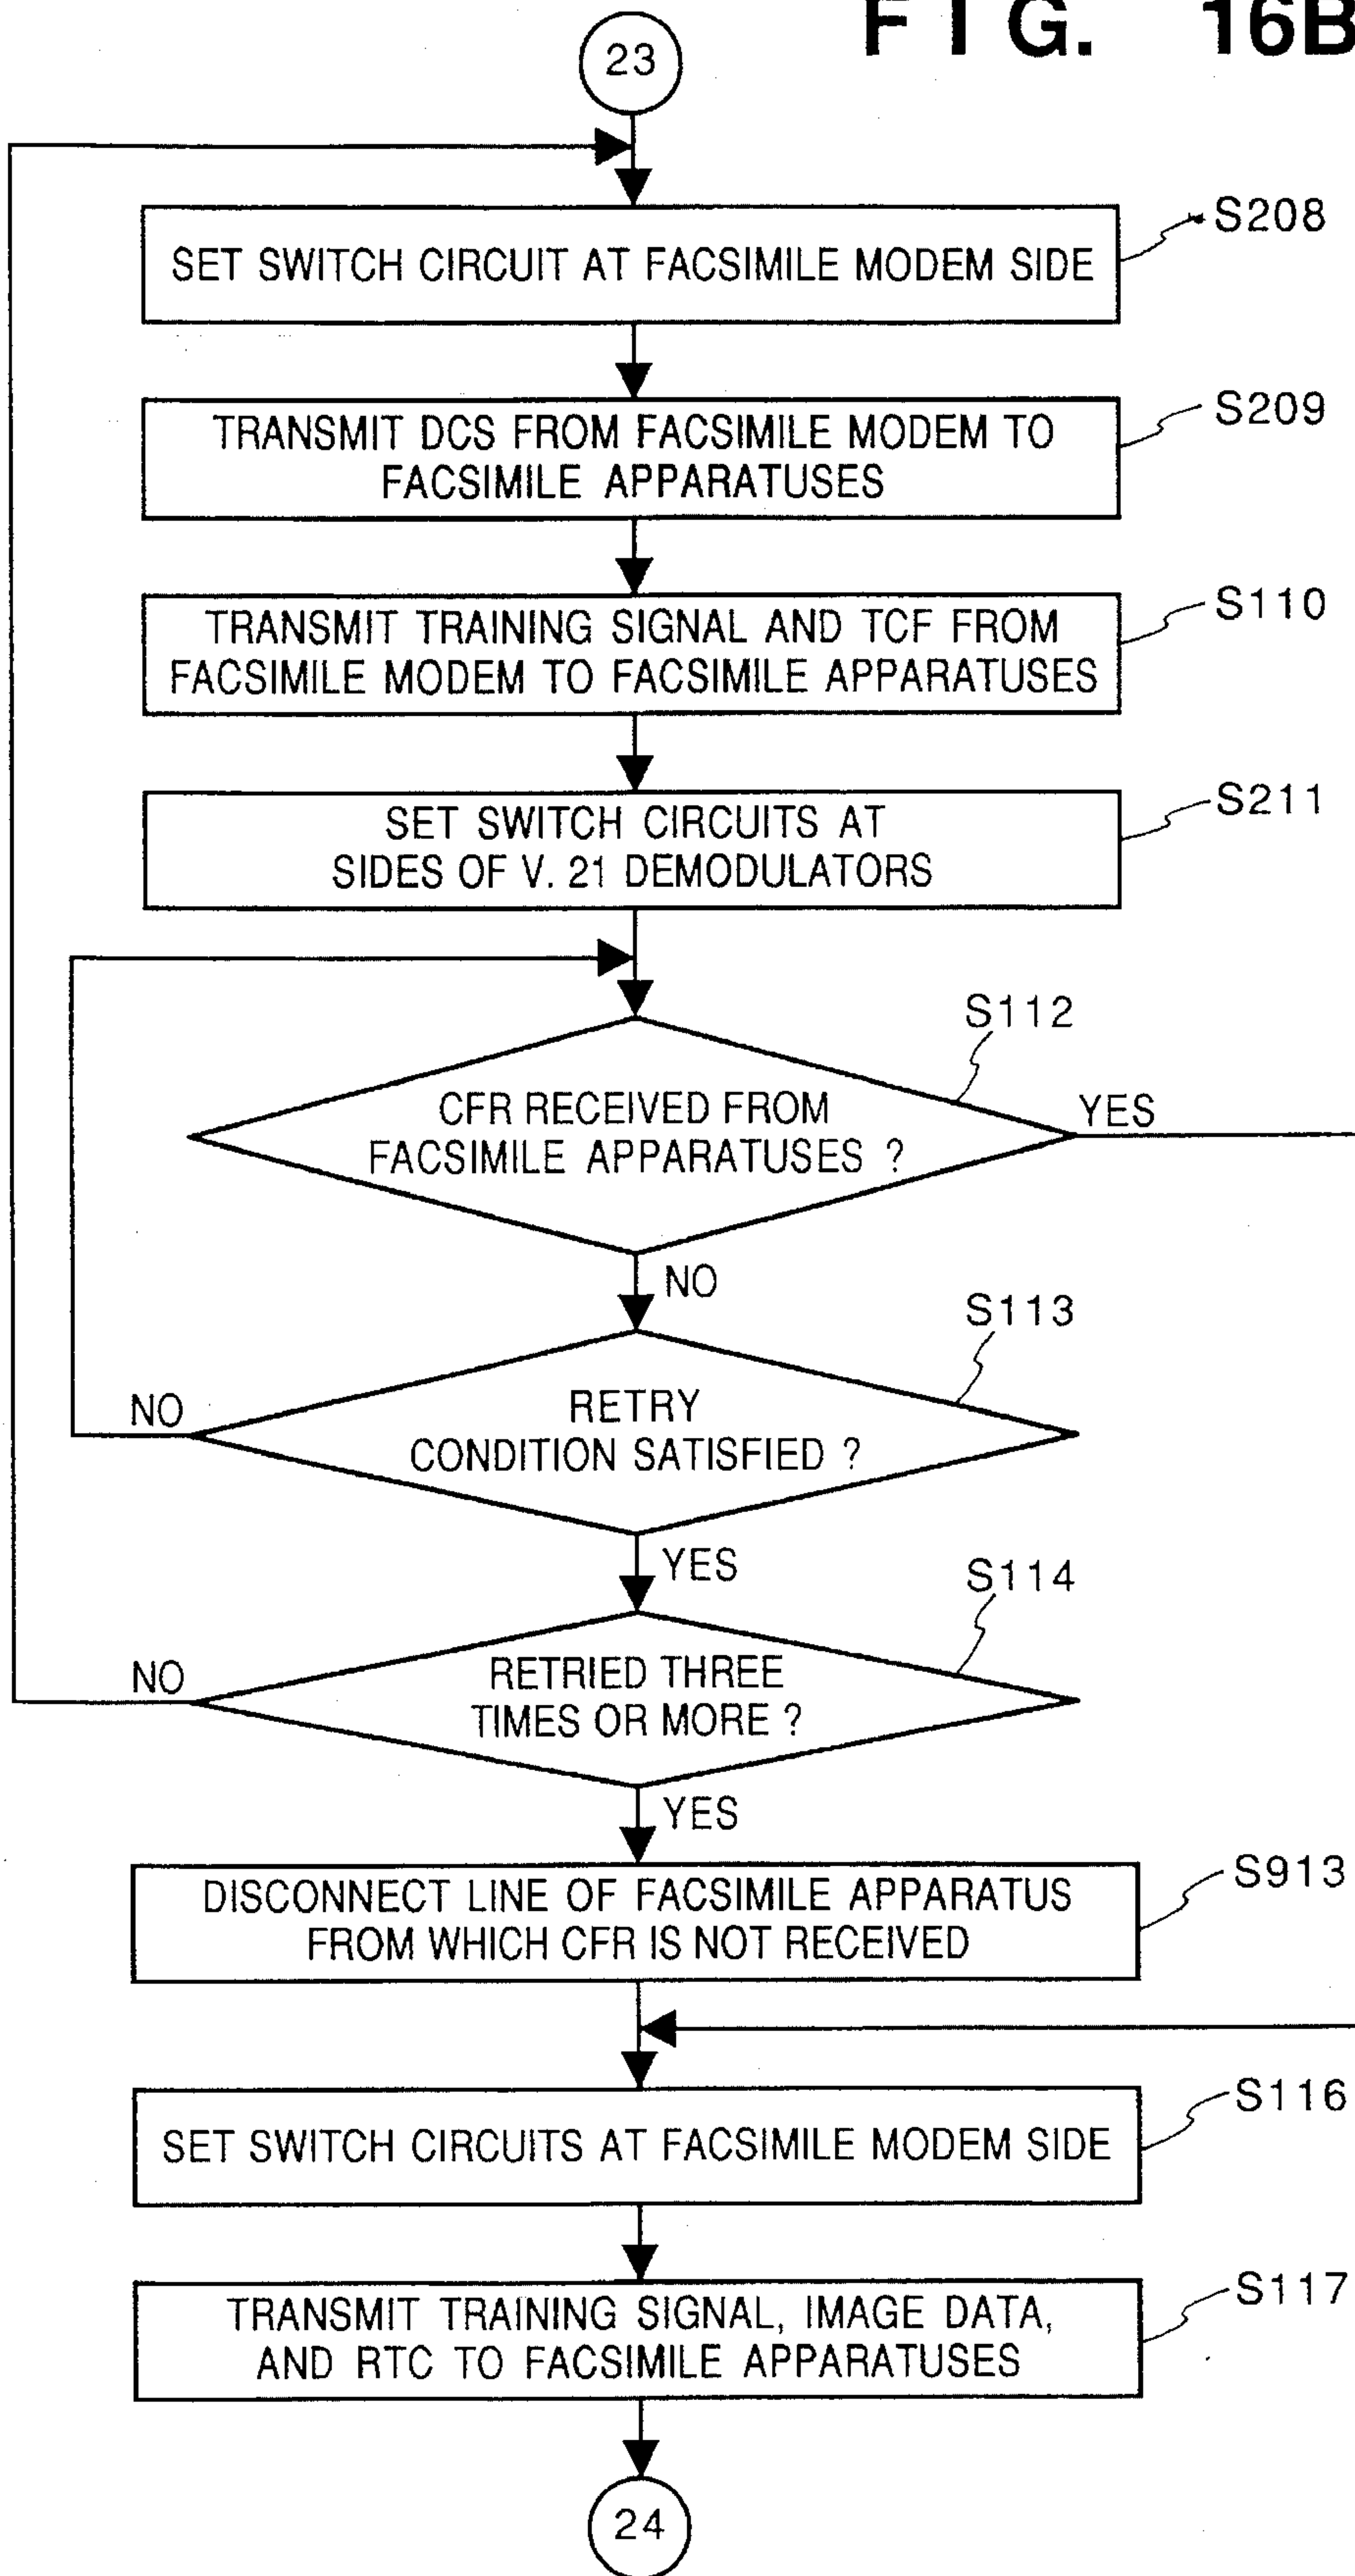 FIG. 16B
23
SET SWITCH CIRCUIT AT FACSIMILE MODEM SIDE
S208
TRANSMIT DCS FROM FACSIMILE MODEM TO
FACSIMILE APPARATUSES
S209
TRANSMIT TRAINING SIGNAL AND TCF FROM
FACSIMILE MODEM TO FACSIMILE APPARATUSES
S110
SET SWITCH CIRCUITS AT
SIDES OF V. 21 DEMODULATORS
S211
S112
CFR RECEIVED FROM
FACSIMILE APPARATUSES ?
YES
NO
S113
RETRY
CONDITION SATISFIED ?
NO
YES
S114
RETRIED THREE
TIMES OR MORE ?
NO
YES
DISCONNECT LINE OF FACSIMILE APPARATUS
FROM WHICH CFR IS NOT RECEIVED
S913
SET SWITCH CIRCUITS AT FACSIMILE MODEM SIDE
S116
TRANSMIT TRAINING SIGNAL, IMAGE DATA,
AND RTC TO FACSIMILE APPARATUSES
S117
24